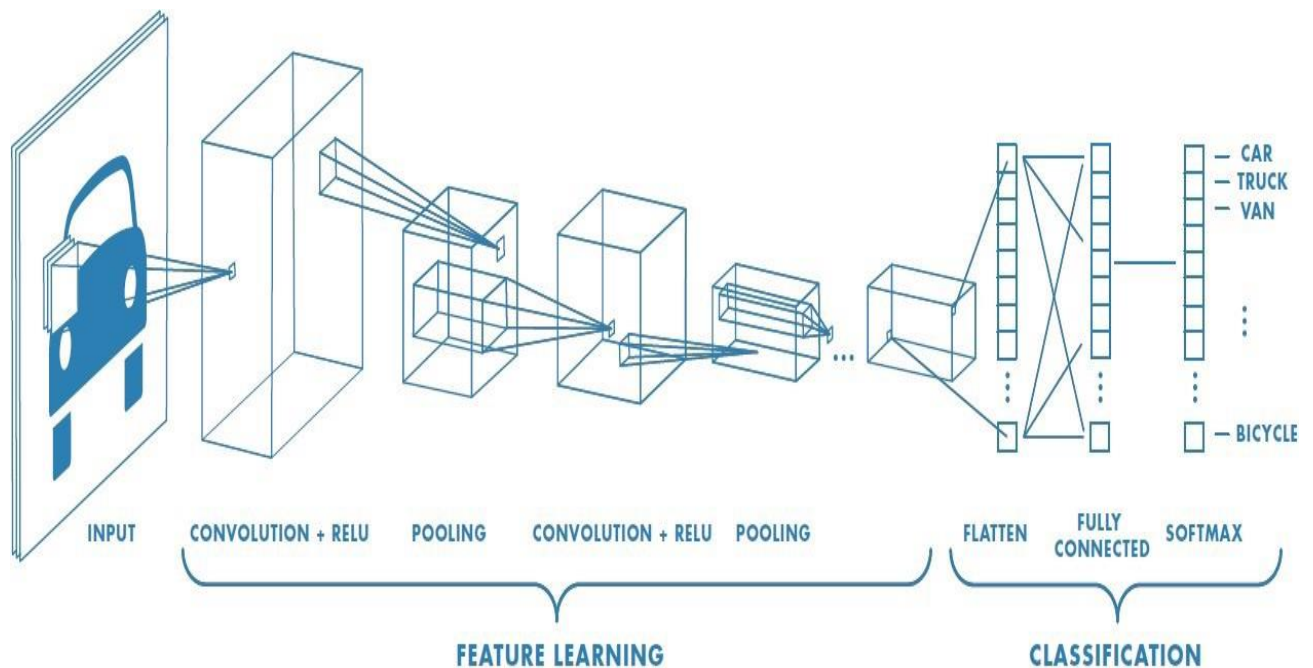 CAR
TRUCK
VAN
BICYCLE
INPUT
CONVOLUTION + RELU
POOLING
CONVOLUTION + RELU
POOLING
FLATTEN
FULLY
CONNECTED
SOFTMAX
FEATURE LEARNING
CLASSIFICATION